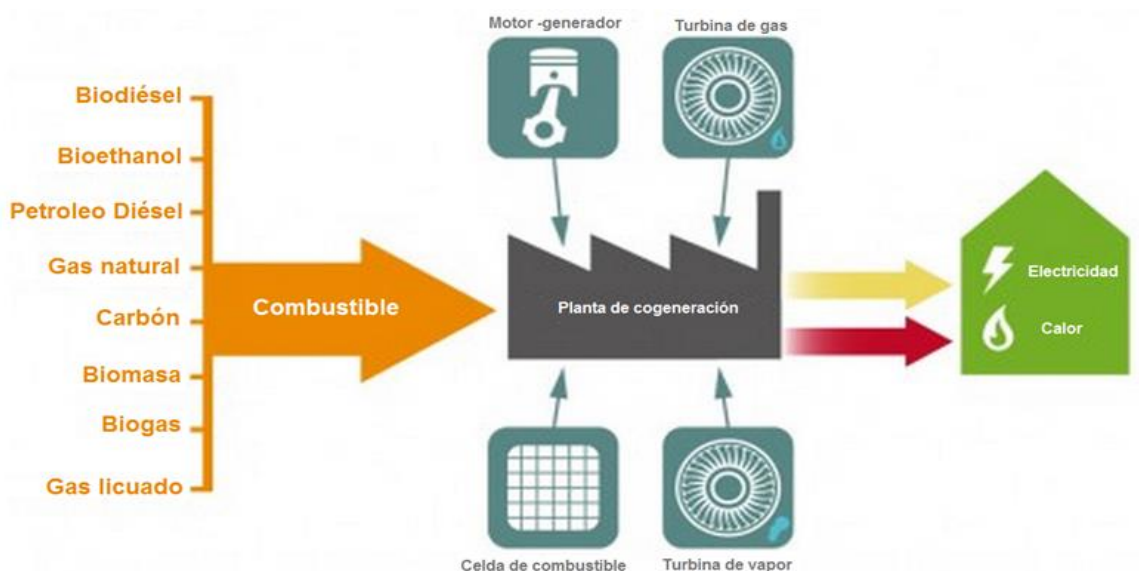 Motor -generador
Turbina de gas
Biodiésel
Bioethanol
Petroleo Diésel
Gas natural
Carbón
Biomasa
Biogas
Gas licuado
Combustible
Planta de cogeneración
Electricidad
Calor
Celda de combustible
Turbina de vapor